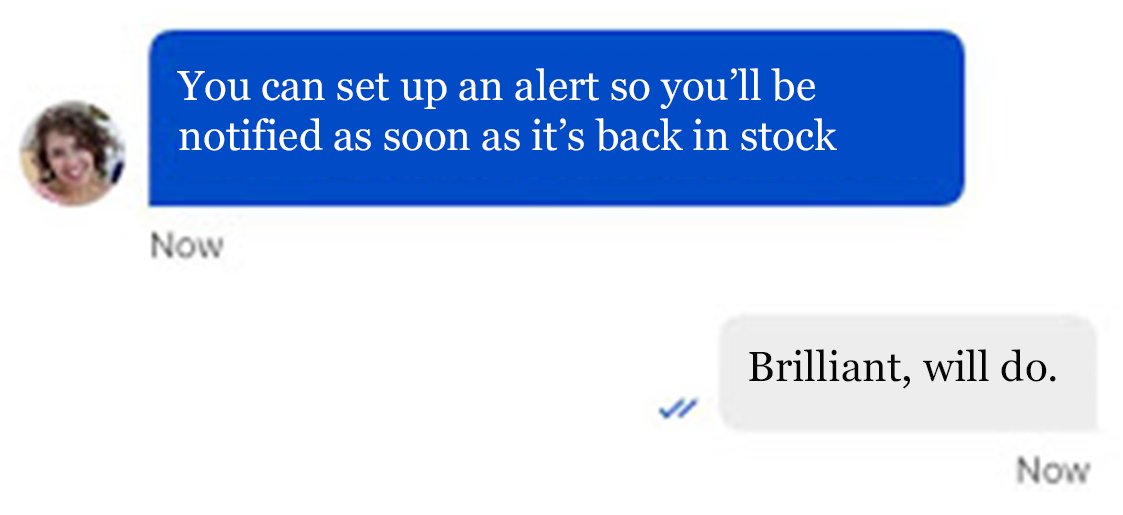 You can set up an alert so you’ll be
notified as soon as it’s back in stock
Now
Brilliant, will do.
Now